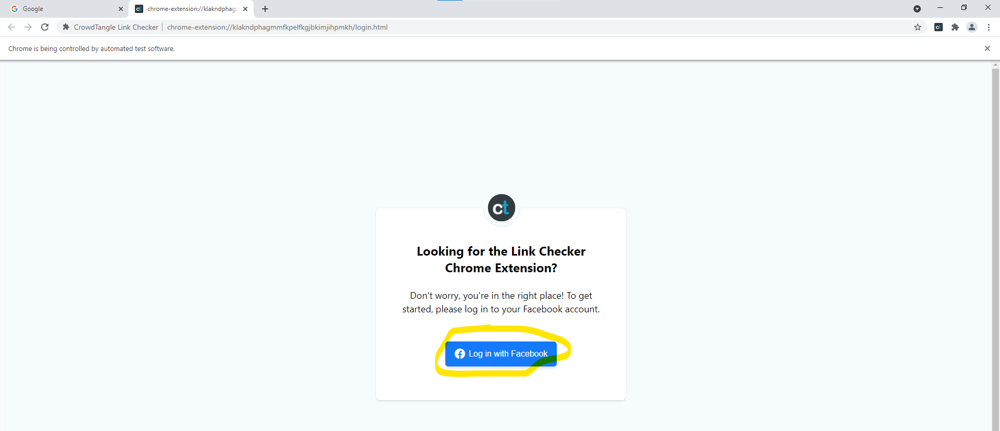 Google
chrome-extension://klakndphagm
CrowdTangle Link Checker | chrome-extension://klakndphagmmfkpelfkgjbkimjihpmkh/login.html
ct
Chrome is being controlled by automated test software.
ct
Looking for the Link Checker
Chrome Extension?
Don't worry, you're in the right place! To get
started, please log in to your Facebook account.
Log in with Facebook